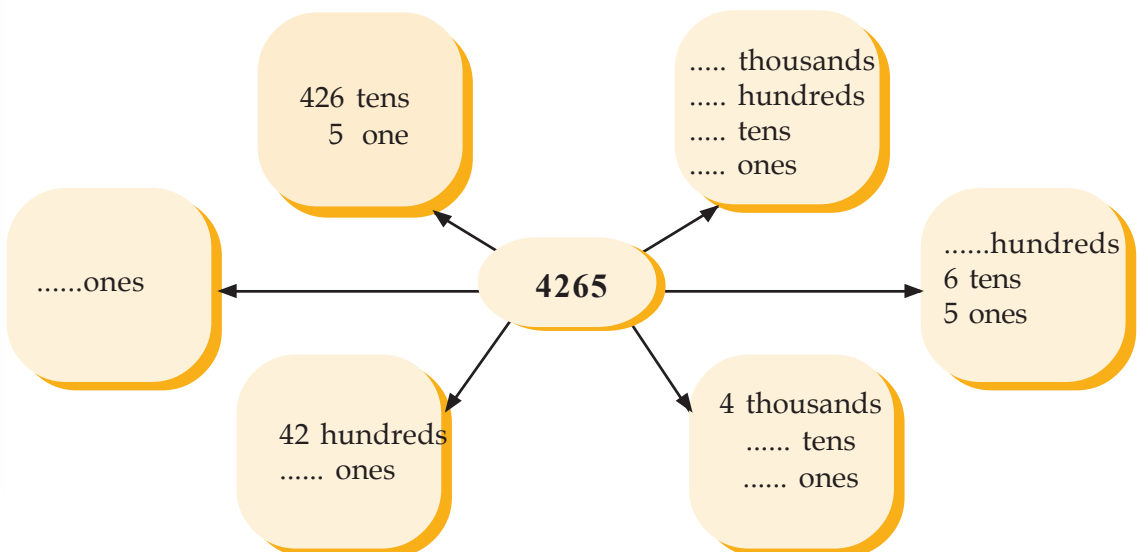 426 tens
5 one
..... thousands
..... hundreds
..... tens
..... ones
......ones
4265
......hundreds
6 tens
5 ones
42 hundreds
...... ones
4 thousands
...... tens
...... ones